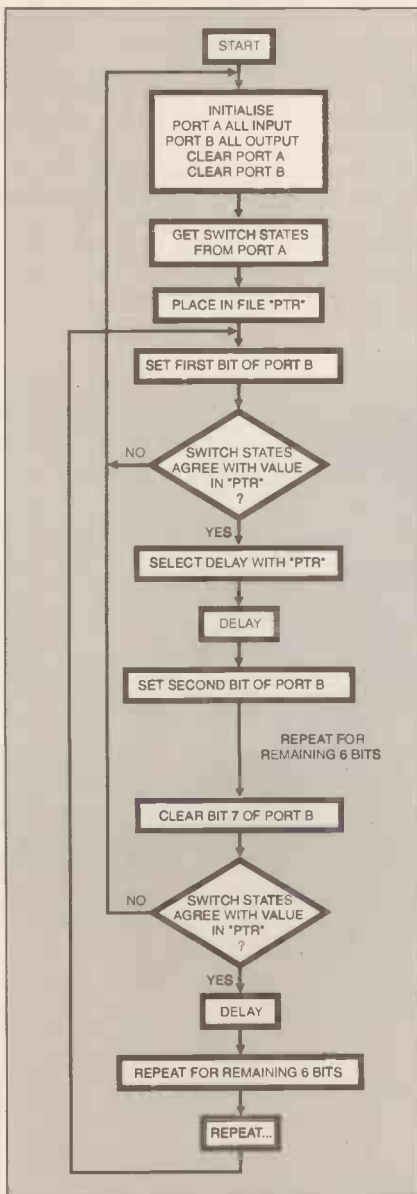 START
INITIALISE
PORT A ALL INPUT
PORT B ALL OUTPUT
CLEAR PORT A
CLEAR PORT B
GET SWITCH STATES
FROM PORT A
PLACE IN FILE "PTR"
SET FIRST BIT OF PORT B
NO
SWITCH STATES
AGREE WITH VALUE
IN "PTR"
?
YES
SELECT DELAY WITH "PTR"
DELAY
SET SECOND BIT OF PORT B
REPEAT FOR
REMAINING 6 BITS
CLEAR BIT 7 OF PORT B
NO
SWITCH STATES
AGREE WITH VALUE
IN "PTR"
?
YES
DELAY
REPEAT FOR REMAINING 6 BITS
REPEAT...